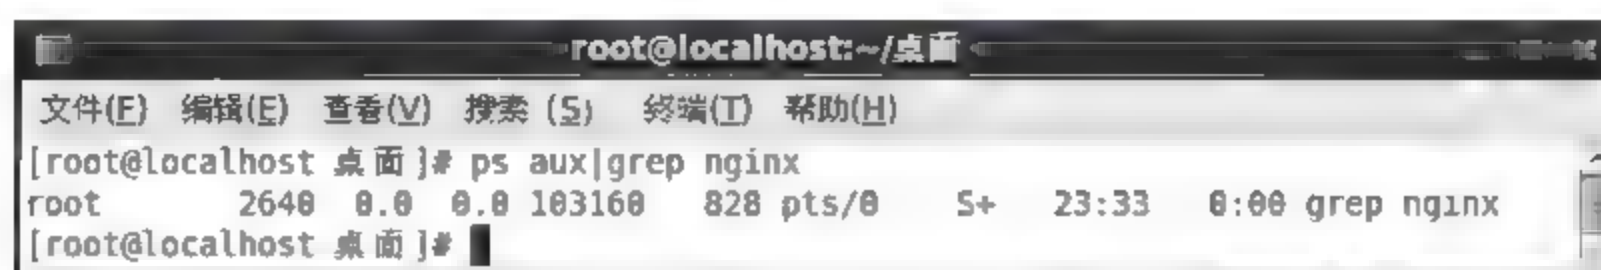 root@localhost:~/桌面
文件(F) 编辑(E) 查看(V) 搜索 (S) 终端(T) 帮助(H)
[root@localhost 桌面]# ps aux|grep nginx
root 2640 0.0 0.0 103160 828 pts/0 S+ 23:33 0:00 grep nginx
[root@localhost 桌面]#